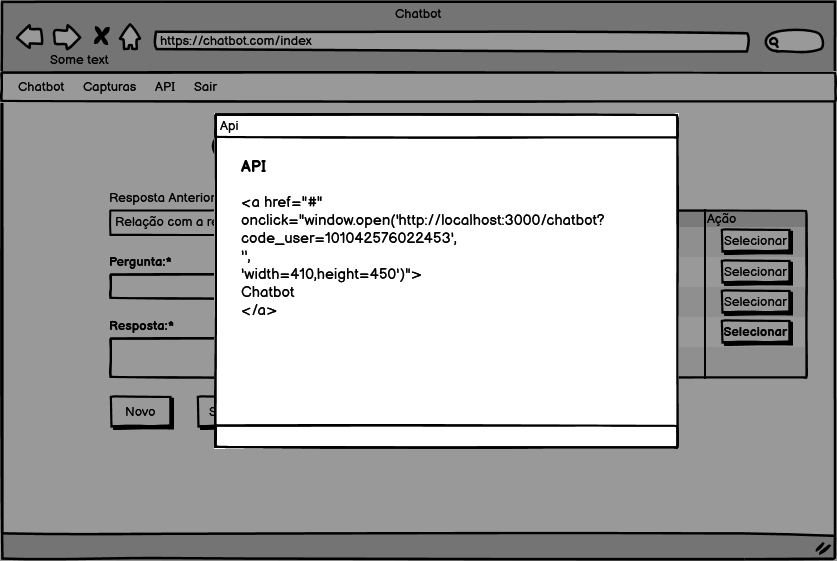 Chatbot
https://chatbot.com/index
Some text
Chatbot Capturas API Sair
Api
API
<a href="#"
onclick="window.open('http://localhost:3000/chatbot?
code_user=101042576022453',
'',
'width=410,height=450')">
Chatbot
</a>
Resposta Anterior
Relação com a
Ação
Selecionar
Pergunta:*
Selecionar
Selecionar
Resposta:*
Selecionar
Novo